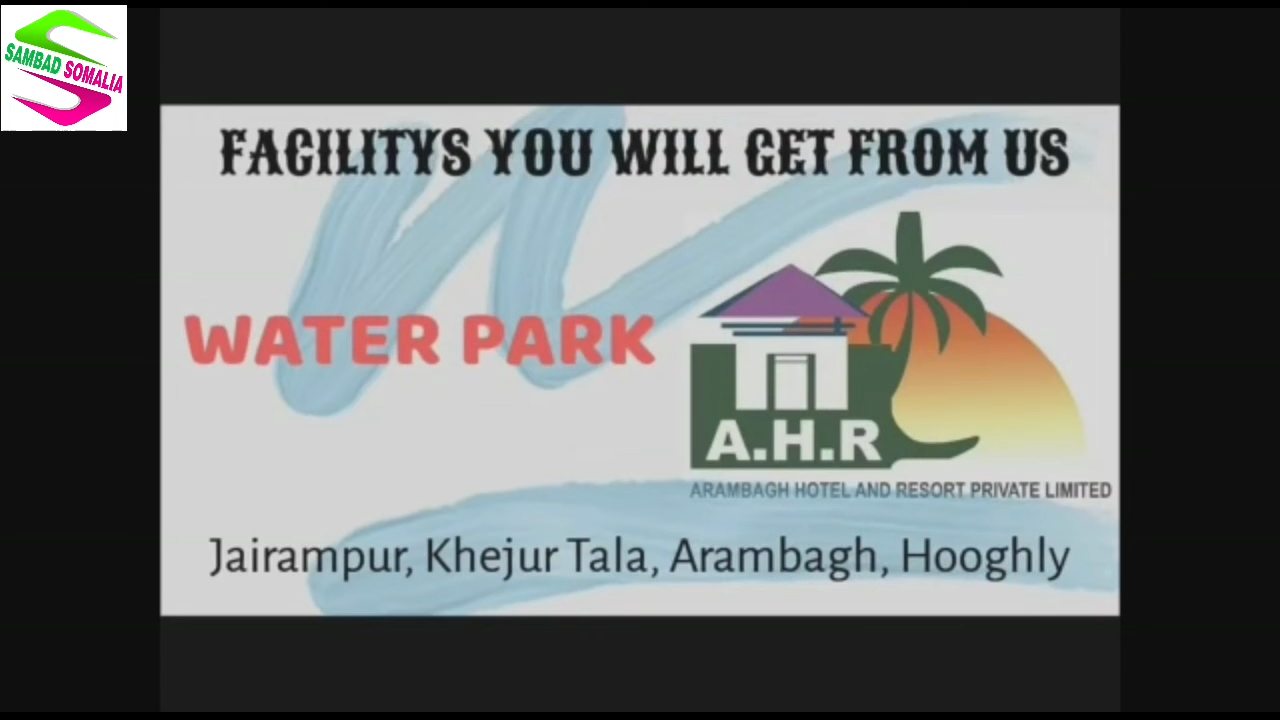 SAMBAD SOMALIA
FACILITYS YOU WILL GET FROM US
WATER PARK
A.H.R
ARAMBAGH HOTEL AND RESORT PRIVATE LIMITED
Jairampur, Khejur Tala, Arambagh, Hooghly